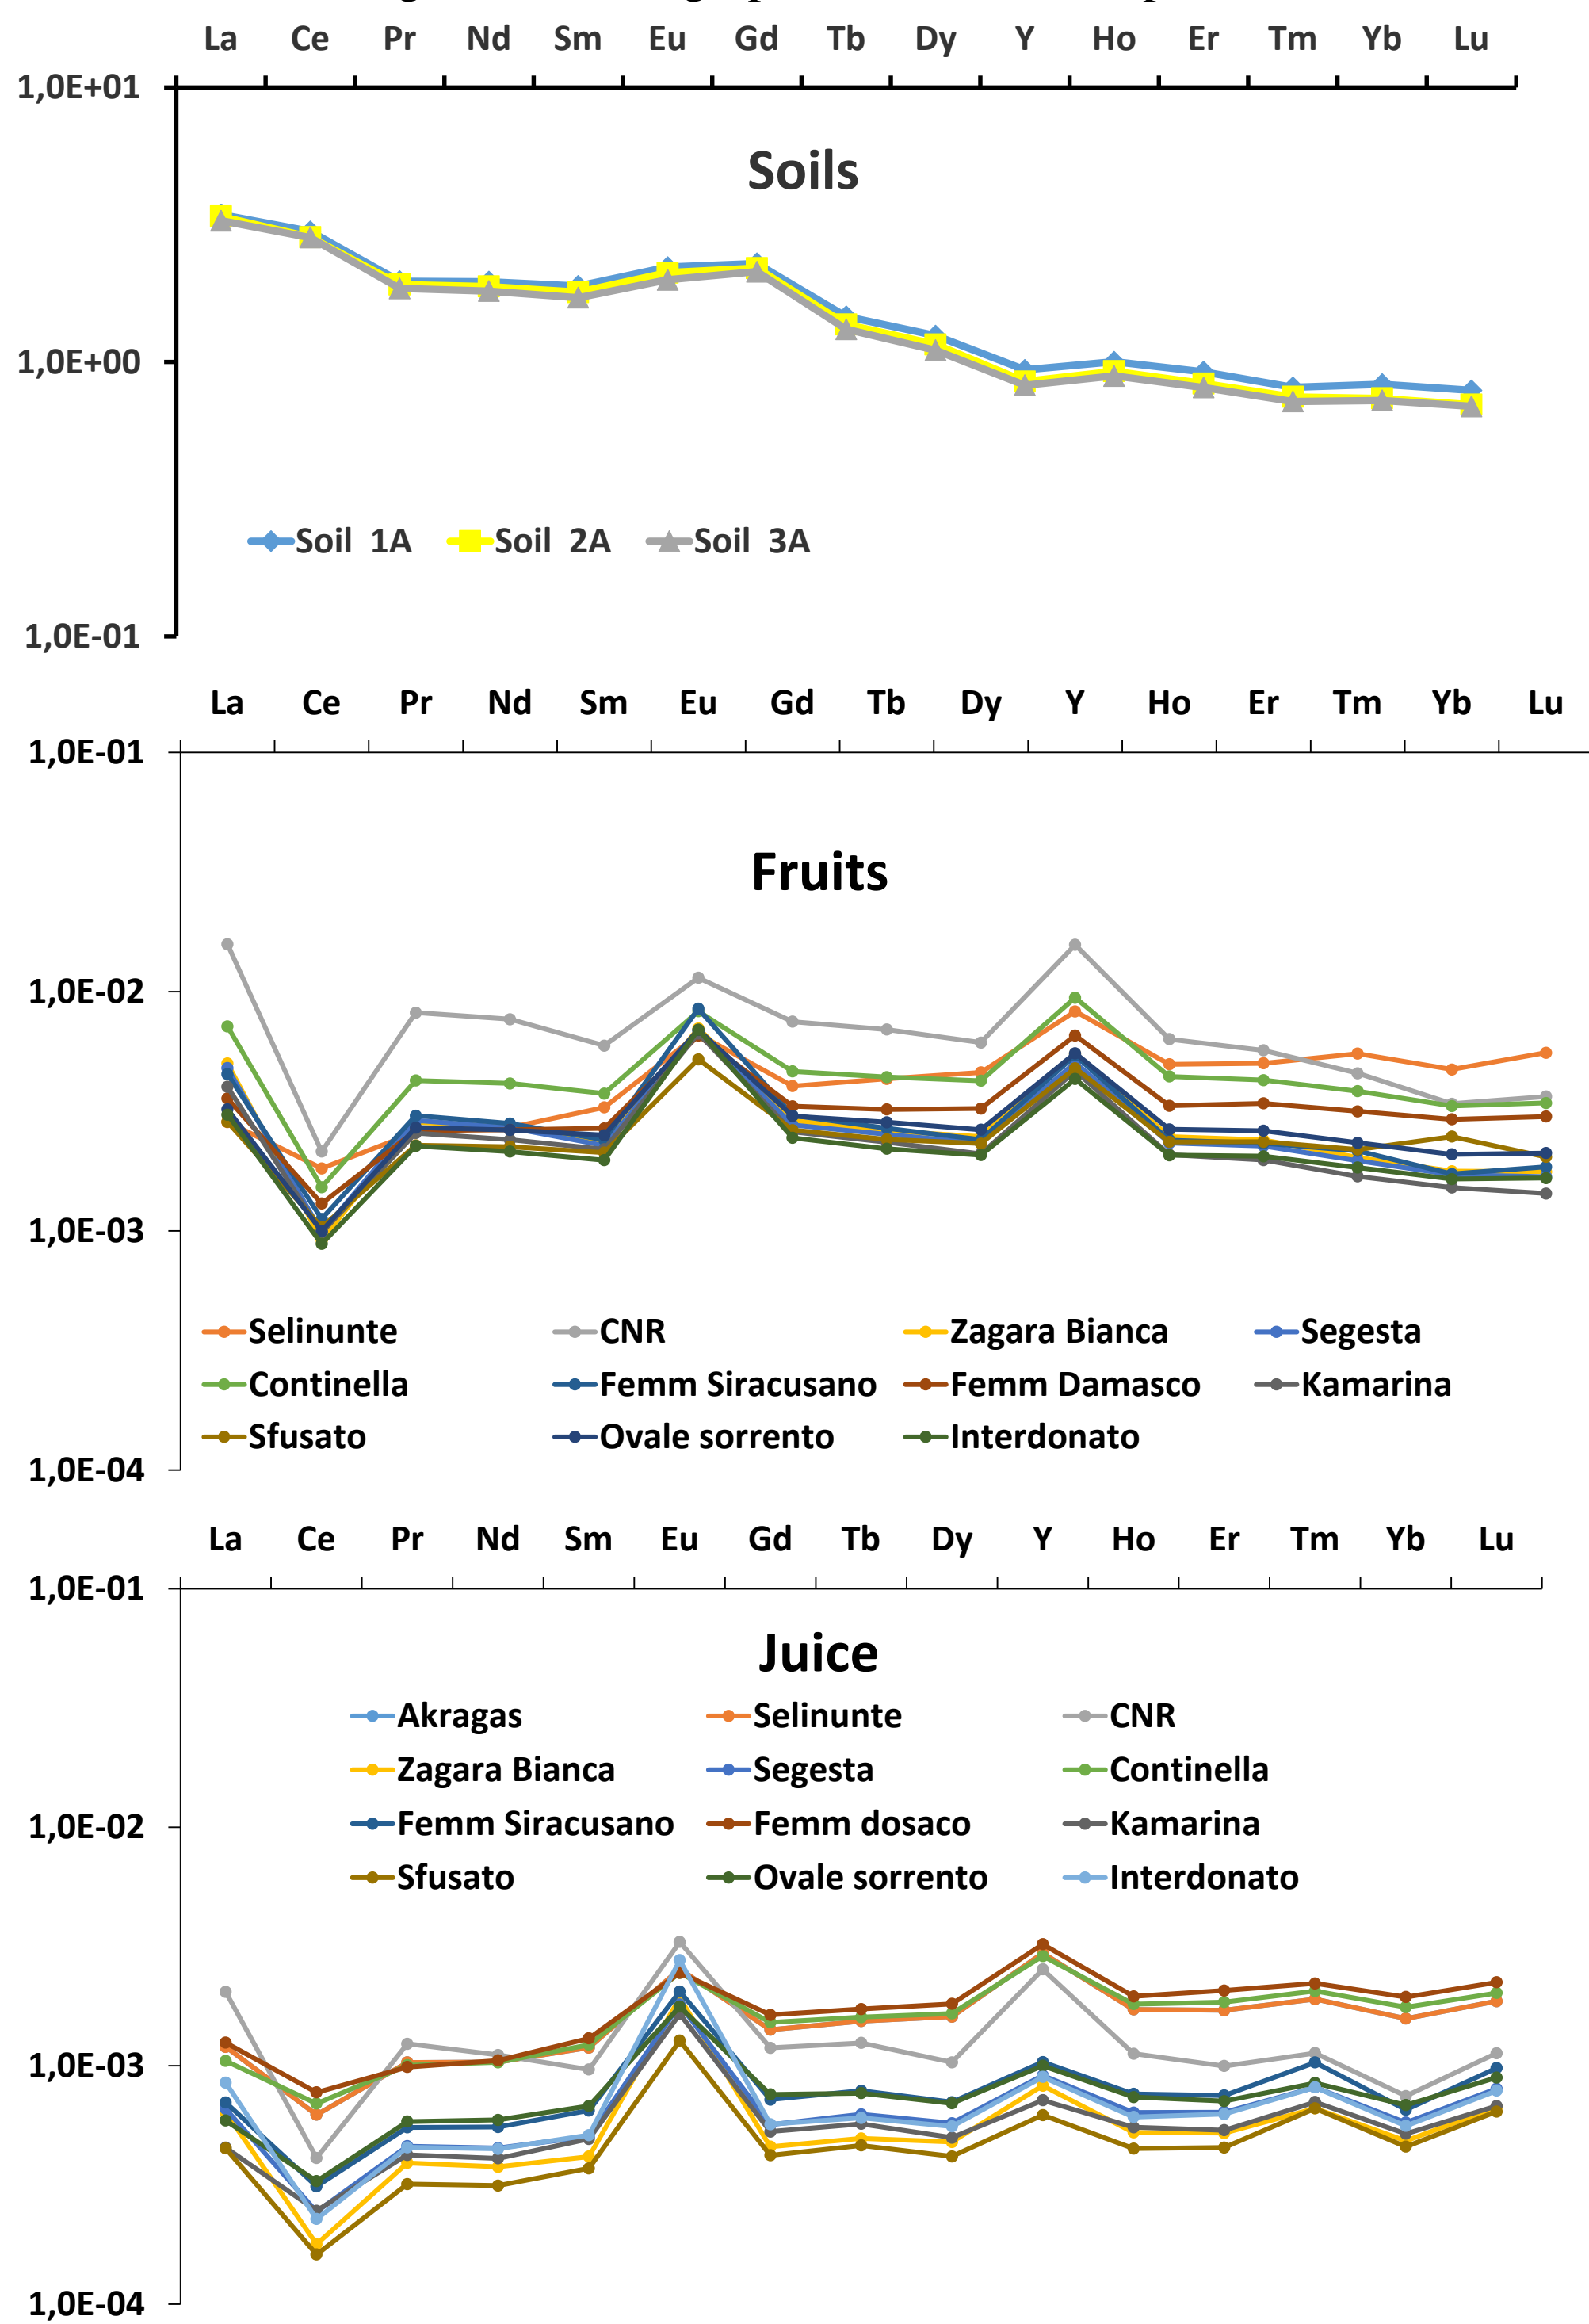 La Ce Pr Nd Sm Eu Gd Tb Dy Y Ho Er Tm Yb Lu
1,0E+01
Soils
1,0E+00
Soil 1A Soil 2A Soil 3A
1,0E-01
La Ce Pr Nd Sm Eu Gd Tb Dy Y Ho Er Tm Yb Lu
1,0E-01
Fruits
1,0E-02
1,0E-03
Selinunte CNR Zagara Bianca Segesta
Continella Femm Siracusano Femm Damasco Kamarina
Sfusato Ovale sorrento Interdonato
1,0E-04
La Ce Pr Nd Sm Eu Gd Tb Dy Y Ho Er Tm Yb Lu
1,0E-01
Juice
Akragas Selinunte CNR
Zagara Bianca Segesta Continella
1,0E-02
Femm Siracusano Femm dosaco Kamarina
Sfusato Ovale sorrento Interdonato
1,0E-03
1,0E-04